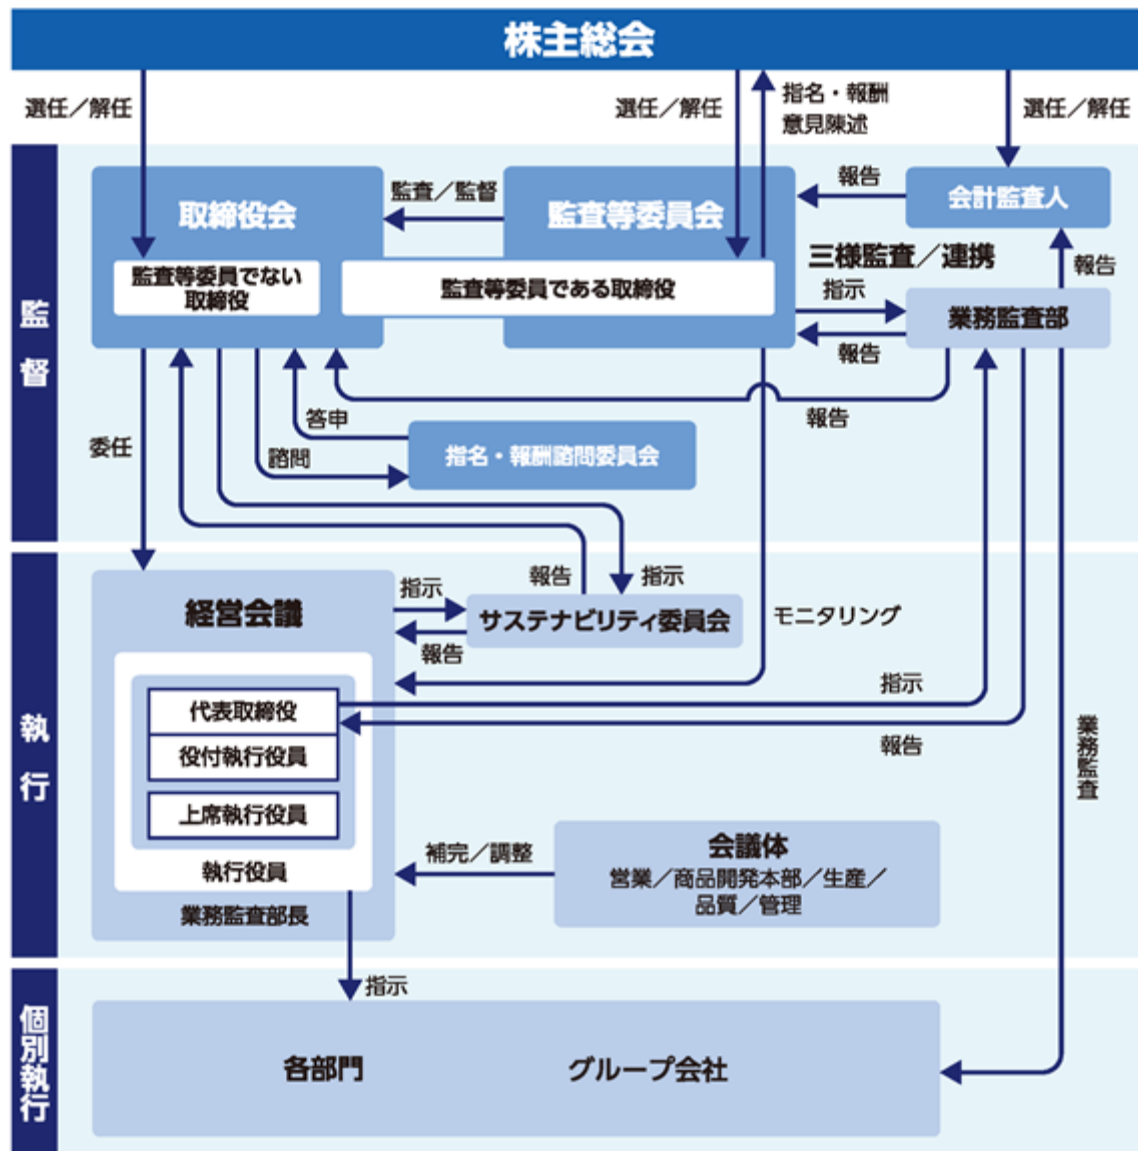 株主総会
選任／解任
選任／解任
指名・報酬
意見陳述
選任／解任
監督
取締役会
監査／監督
監査等委員会
報告
会計監査人
監査等委員でない
取締役
監査等委員である取締役
三様監査／連携
報告
指示
業務監査部
報告
報告
答申
委任
諮問
指名・報酬諮問委員会
執行
経営会議
指示
報告
指示
サステナビリティ委員会
報告
モニタリング
代表取締役
指示
役付執行役員
報告
業務監査
上席執行役員
執行役員
業務監査部長
補完／調整
会議体
営業／商品開発本部／生産／
品質／管理
指示
個別執行
各部門
グループ会社